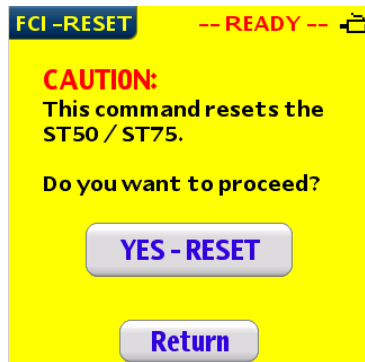 FCI -RESET -- READY --
CAUTION:
This command resets the
ST50 / ST75.
Do you want to proceed?
YES - RESET
Return